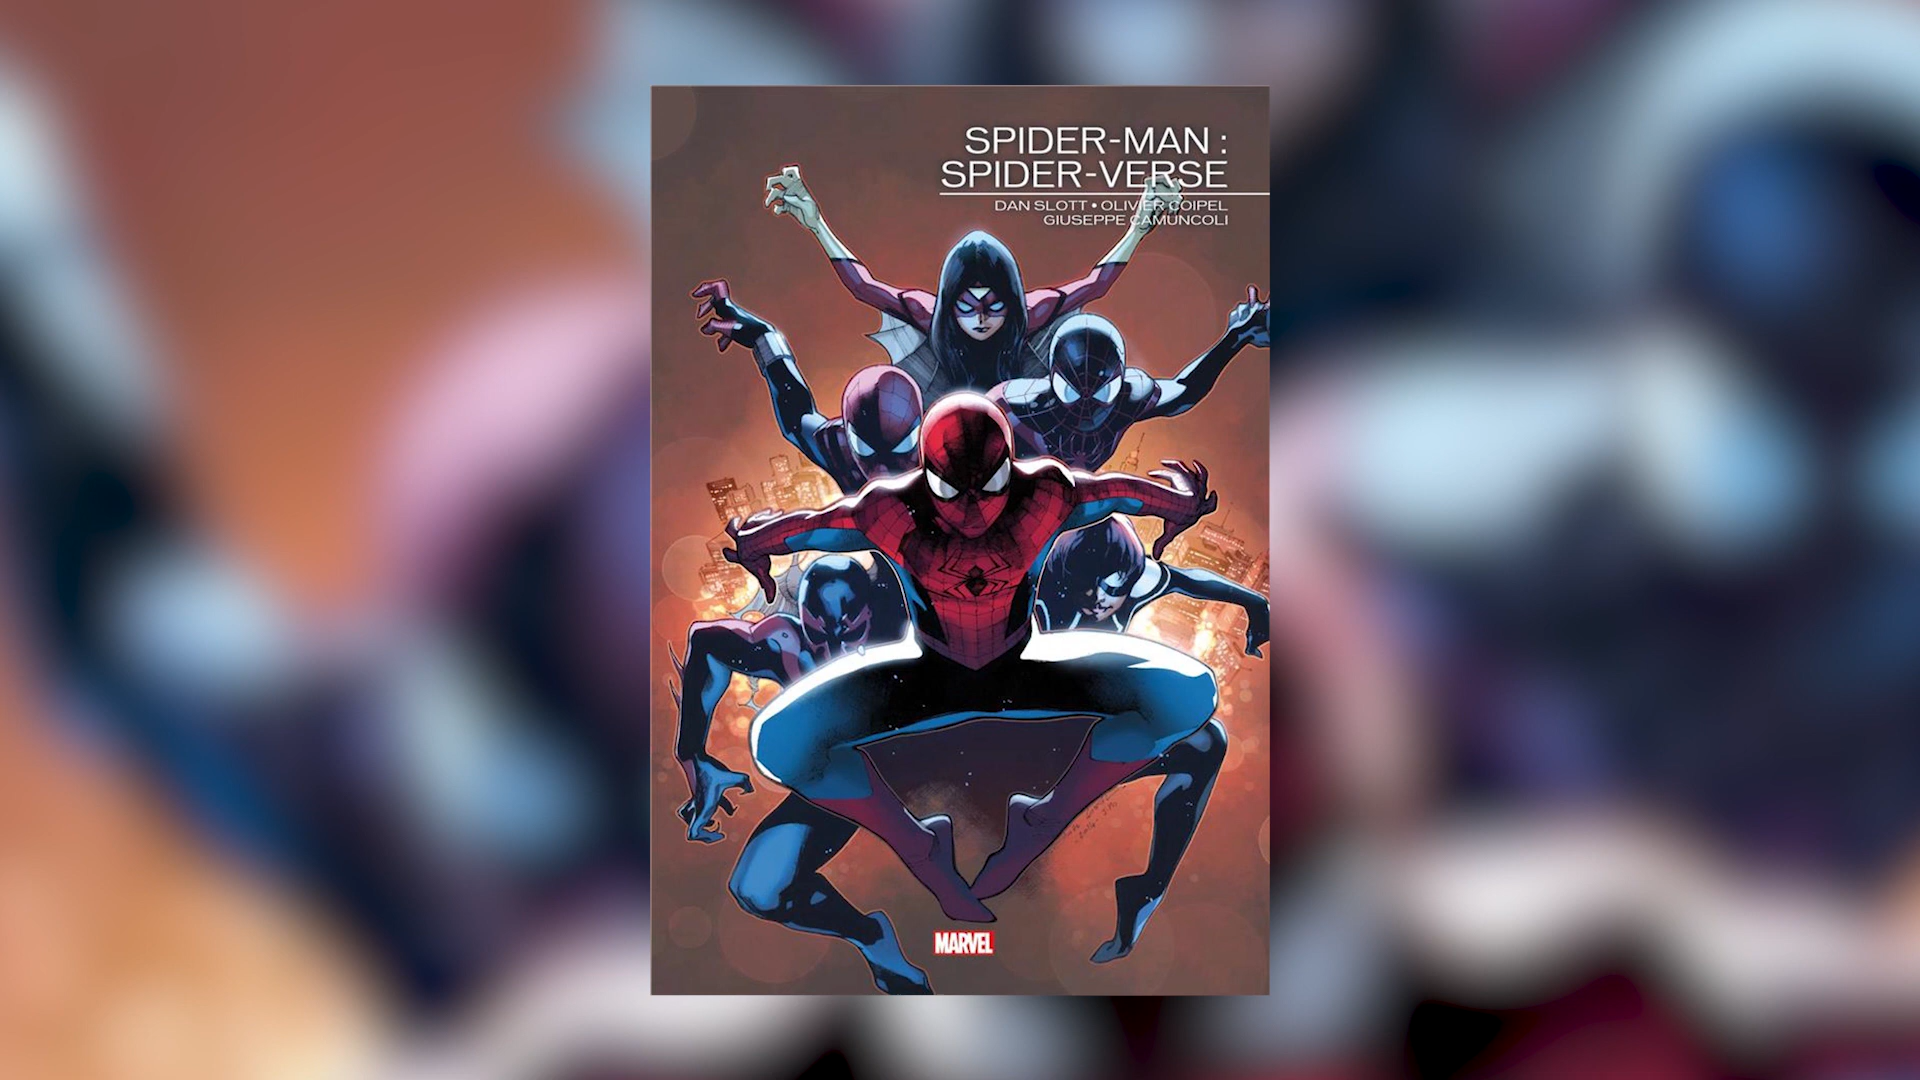 SPIDER-MAN :
SPIDER-VERSE
DAN SLOTT • OLIVIER COIPEL
GIUSEPPE CAMUNCOLI
MARVEL